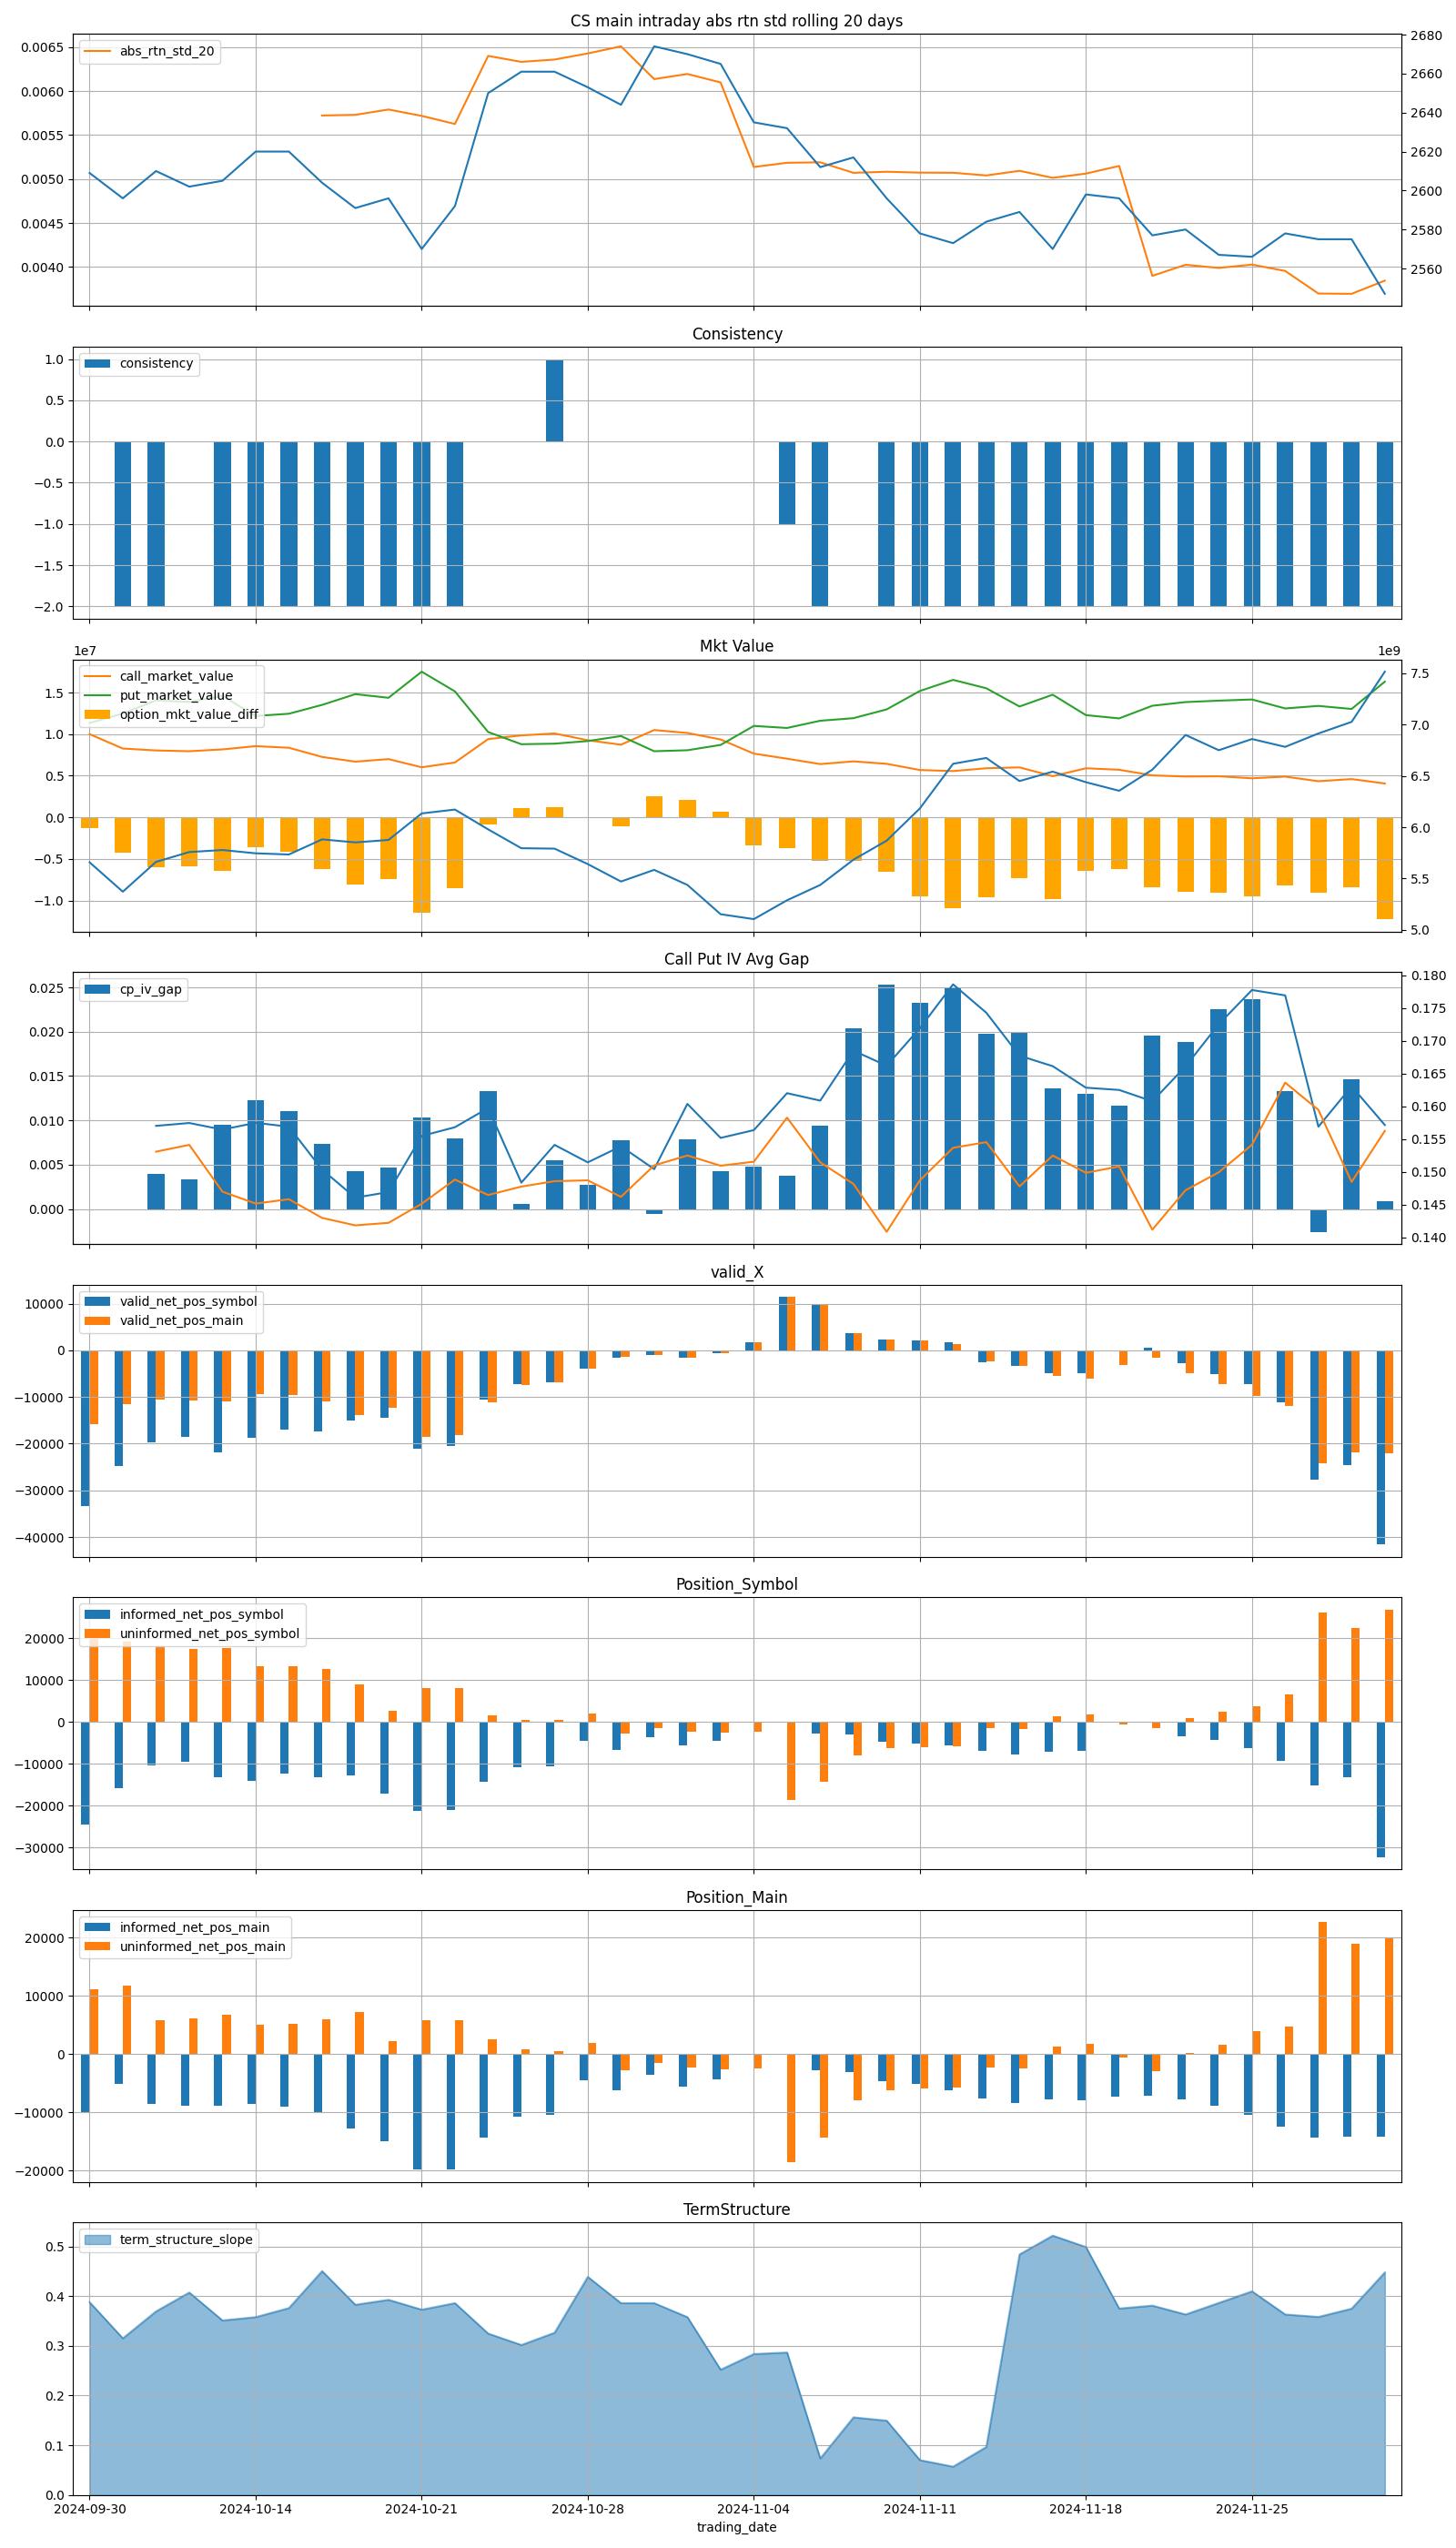 CS main intraday abs rtn std rolling 20 days
abs_rtn_std_20
0.0065
0.0060
0.0055
0.0050
0.0045
0.0040
2680
2660
2640
2620
2600
2580
2560
Consistency
consistency
1.0
0.5
0.0
−0.5
−1.0
−1.5
−2.0
Mkt Value
1e7
1e9
call_market_value
put_market_value
option_mkt_value_diff
1.5
1.0
0.5
0.0
−0.5
−1.0
7.5
7.0
6.5
6.0
5.5
5.0
Call Put IV Avg Gap
cp_iv_gap
0.025
0.020
0.015
0.010
0.005
0.000
0.180
0.175
0.170
0.165
0.160
0.155
0.150
0.145
0.140
valid_X
valid_net_pos_symbol
valid_net_pos_main
10000
0
−10000
−20000
−30000
−40000
Position_Symbol
informed_net_pos_symbol
uninformed_net_pos_symbol
20000
10000
0
−10000
−20000
−30000
Position_Main
informed_net_pos_main
uninformed_net_pos_main
20000
10000
0
−10000
−20000
TermStructure
term_structure_slope
0.5
0.4
0.3
0.2
0.1
0.0
2024-09-30 2024-10-14 2024-10-21 2024-10-28 2024-11-04 2024-11-11 2024-11-18 2024-11-25
trading_date